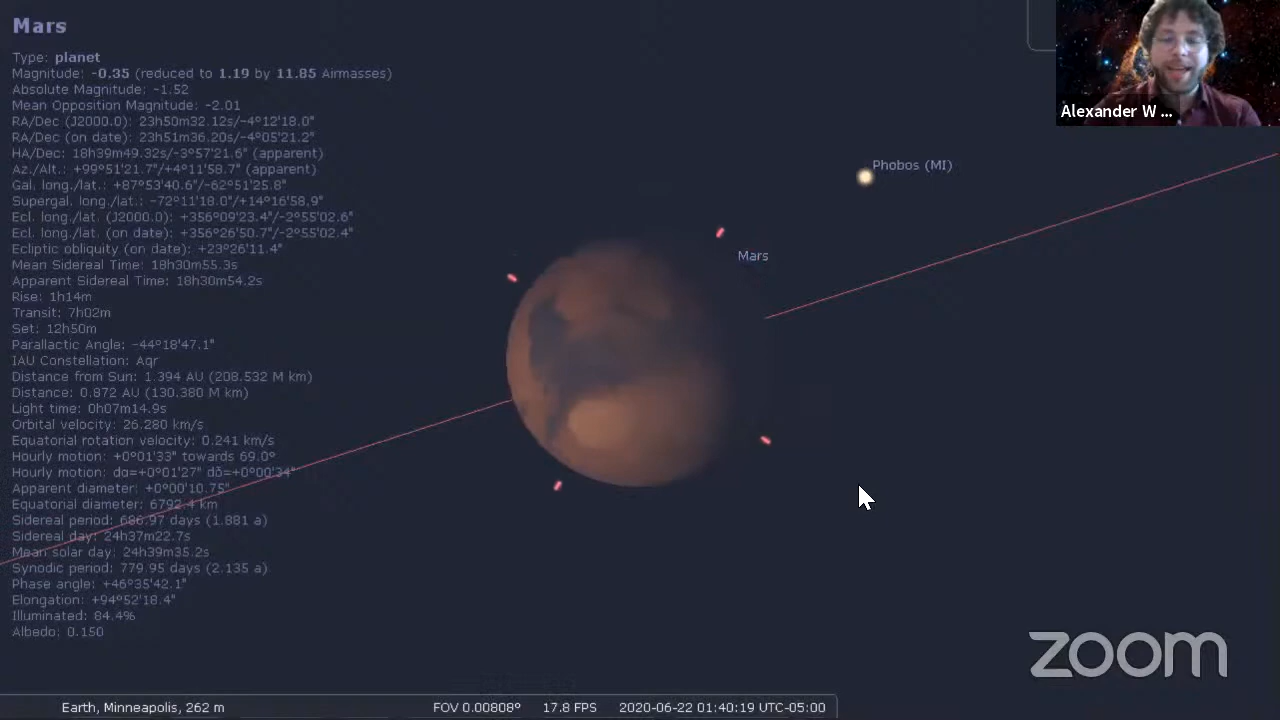 Mars
Type: planet
Magnitude: -0.35 (reduced to 1.19 by 11.85 Airmasses)
Absolute Magnitude: -1.52
Mean Opposition Magnitude: -2.01
RA/Dec (J2000.0): 23h50m32.12s/-4°12'18.0"
RA/Dec (on date): 23h51m36.20s/-4°05'21.2"
HA/Dec: 18h39m49.32s/-3°57'21.6" (apparent)
Az./Alt.: +99°51'21.7"/+4°11'58.7" (apparent)
Gal. long./lat.: +87°53'40.6"/-62°51'25.8"
Supergal. long./lat.: -72°11'18.0"/+14°16'58.9"
Ecl. long./lat. (J2000.0): +356°09'23.4"/-2°55'02.6"
Ecl. long./lat. (on date): +356°26'50.7"/-2°55'02.4"
Ecliptic obliquity (on date): +23°26'11.4"
Mean Sidereal Time: 18h30m55.3s
Apparent Sidereal Time: 18h30m54.2s
Rise: 1h14m
Transit: 7h02m
Set: 12h50m
Parallactic Angle: -44°18'47.1"
IAU Constellation: Aqr
Distance from Sun: 1.394 AU (208.532 M km)
Distance: 0.872 AU (130.380 M km)
Light time: 0h07m14.9s
Orbital velocity: 26.280 km/s
Equatorial rotation velocity: 0.241 km/s
Hourly motion: +0°01'33" towards 69.0°
Hourly motion: dα=+0°01'27" dδ=+0°00'34"
Apparent diameter: +0°00'10.75"
Equatorial diameter: 6792.4 km
Sidereal period: 686.97 days (1.881 a)
Sidereal day: 24h37m22.7s
Mean solar day: 24h39m35.2s
Synodic period: 779.95 days (2.135 a)
Phase angle: +46°35'42.1"
Elongation: +94°52'18.4"
Illuminated: 84.4%
Albedo: 0.150
Alexander W ...
Phobos (MI)
Mars
zoom
Earth, Minneapolis, 262 m FOV 0.00808° 17.8 FPS 2020-06-22 01:40:19 UTC-05:00